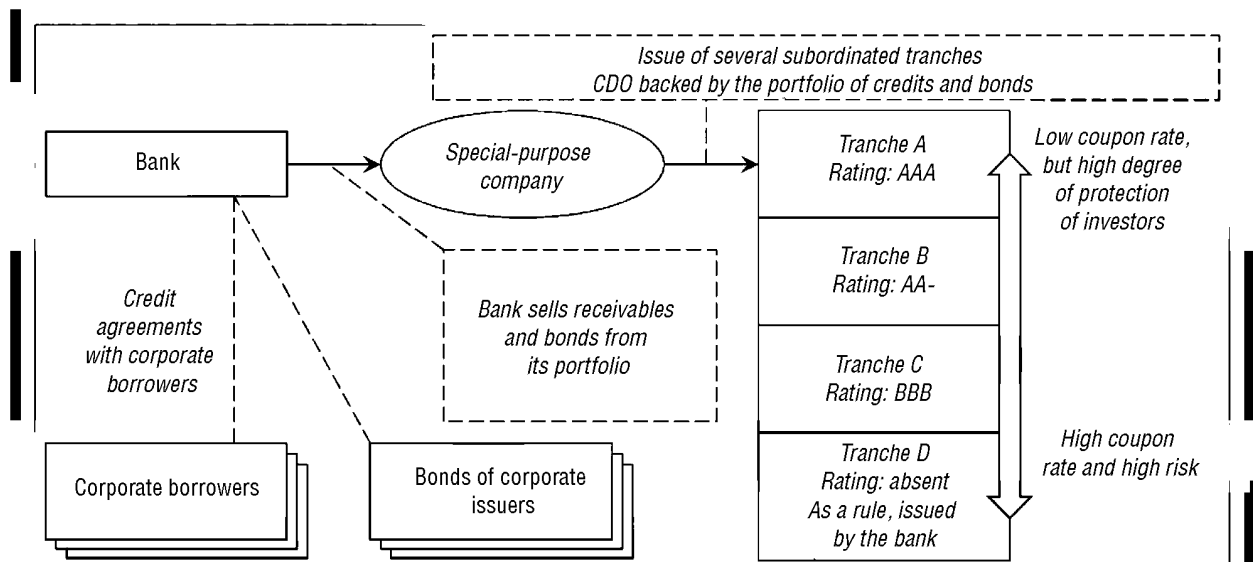 Issue of several subordinated tranches
CDO backed by the portfolio of credits and bonds
Bank
Special-purpose
company
Tranche A
Rating: AAA
Low coupon rate,
but high degree
of protection
of investors
Tranche B
Rating: AA-
Credit
agreements
with corporate
borrowers
Bank sells receivables
and bonds from
its portfolio
Tranche C
Rating: BBB
Tranche D
Rating: absent
As a rule, issued
by the bank
High coupon
rate and high risk
Corporate borrowers
Bonds of corporate
issuers